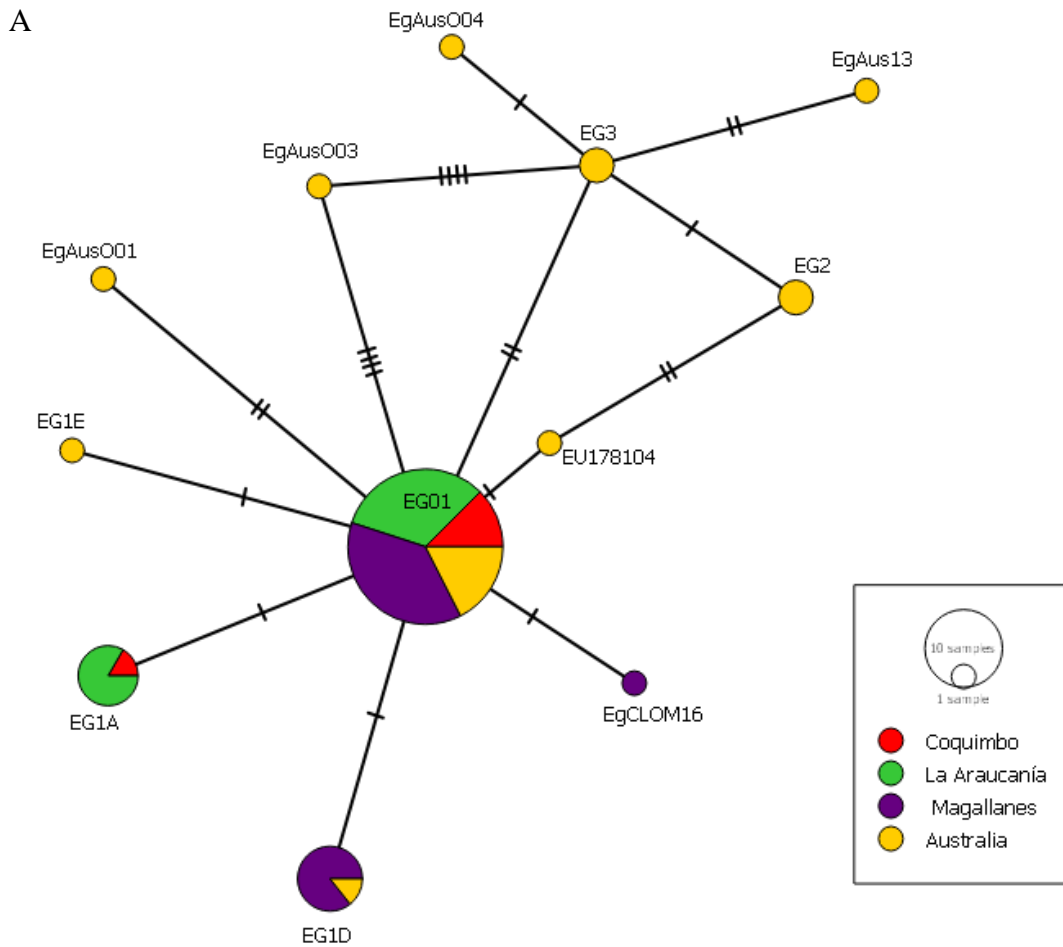 A
EgAusO04
EgAus13
EG3
EgAusO03
EgAusO01
EG2
EG1E
EU178104
EG01
EG1A
EgCLOM16
EG1D
10 samples
1 sample
Coquimbo
La Araucanía
Magallanes
Australia